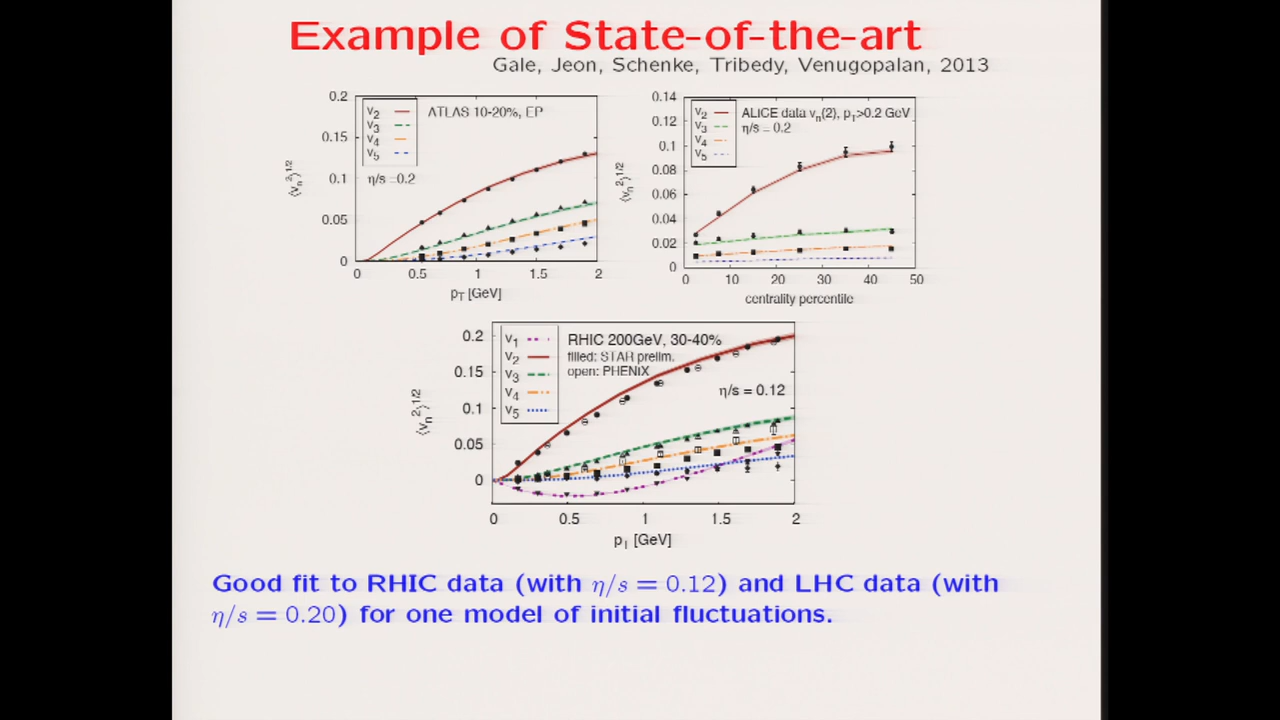 Example of State-of-the-art
Gale, Jeon, Schenke, Tribedy, Venugopalan, 2013
0.2
0.15
0.1
0.05
0
⟨v_n^2⟩^1/2
v2
v3
v4
v5
ATLAS 10-20%, EP
η/s =0.2
0 0.5 1 1.5 2
pT [GeV]
0.14
0.12
0.1
0.08
0.06
0.04
0.02
0
⟨v_n^2⟩^1/2
v2
v3
v4
v5
ALICE data vn{2}, pT>0.2 GeV
η/s = 0.2
0 10 20 30 40 50
centrality percentile
0.2
0.15
0.1
0.05
0
⟨v_n^2⟩^1/2
v1
v2
v3
v4
v5
RHIC 200GeV, 30-40%
filled: STAR prelim.
open: PHENIX
η/s = 0.12
0 0.5 1 1.5 2
pT [GeV]
Good fit to RHIC data (with η/s = 0.12) and LHC data (with
η/s = 0.20) for one model of initial fluctuations.